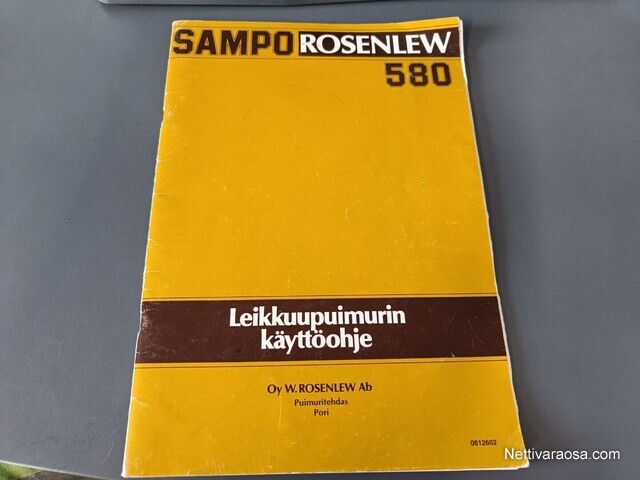 SAMPO ROSENLEW
580
Leikkuupuimurin
käyttöohje
Oy W. ROSENLEW Ab
Puimuritehdas
Pori
0812602
Nettivaraosa.com